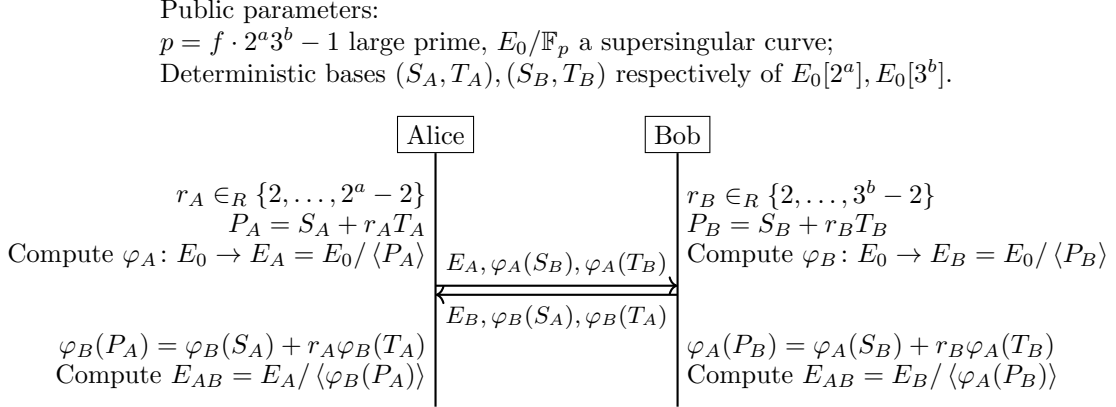 Public parameters:
p = f · 2^a 3^b − 1 large prime, E_0/𝔽_p a supersingular curve;
Deterministic bases (S_A, T_A), (S_B, T_B) respectively of E_0[2^a], E_0[3^b].
Alice
Bob
r_A ∈_R {2, . . . , 2^a − 2}
P_A = S_A + r_A T_A
Compute φ_A : E_0 → E_A = E_0/ ⟨P_A⟩
r_B ∈_R {2, . . . , 3^b − 2}
P_B = S_B + r_B T_B
Compute φ_B : E_0 → E_B = E_0/ ⟨P_B⟩
E_A, φ_A(S_B), φ_A(T_B)
E_B, φ_B(S_A), φ_B(T_A)
φ_B(P_A) = φ_B(S_A) + r_A φ_B(T_A)
Compute E_AB = E_A/ ⟨φ_B(P_A)⟩
φ_A(P_B) = φ_A(S_B) + r_B φ_A(T_B)
Compute E_AB = E_B/ ⟨φ_A(P_B)⟩